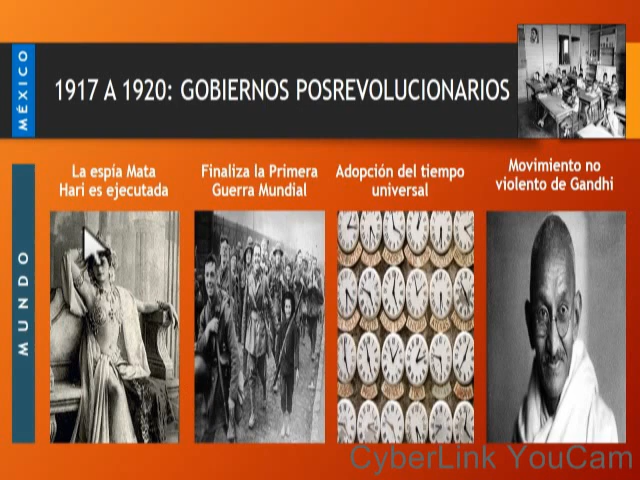 MÉXICO
1917 A 1920: GOBIERNOS POSREVOLUCIONARIOS
MUNDO
La espía Mata
Hari es ejecutada
Finaliza la Primera
Guerra Mundial
Adopción del tiempo
universal
Movimiento no
violento de Gandhi
CyberLink YouCam